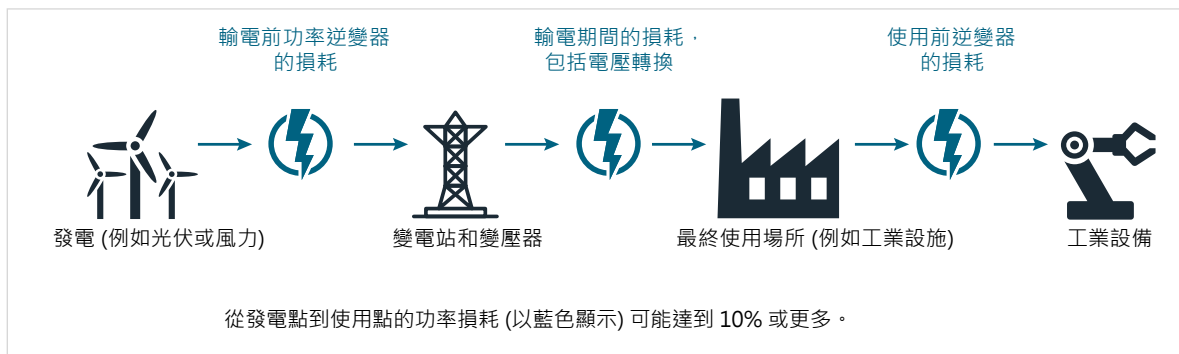 輸電前功率逆變器
的損耗
輸電期間的損耗，
包括電壓轉換
使用前逆變器
的損耗
發電 (例如光伏或風力)
變電站和變壓器
最終使用場所 (例如工業設施)
工業設備
從發電點到使用點的功率損耗 (以藍色顯示) 可能達到 10% 或更多。